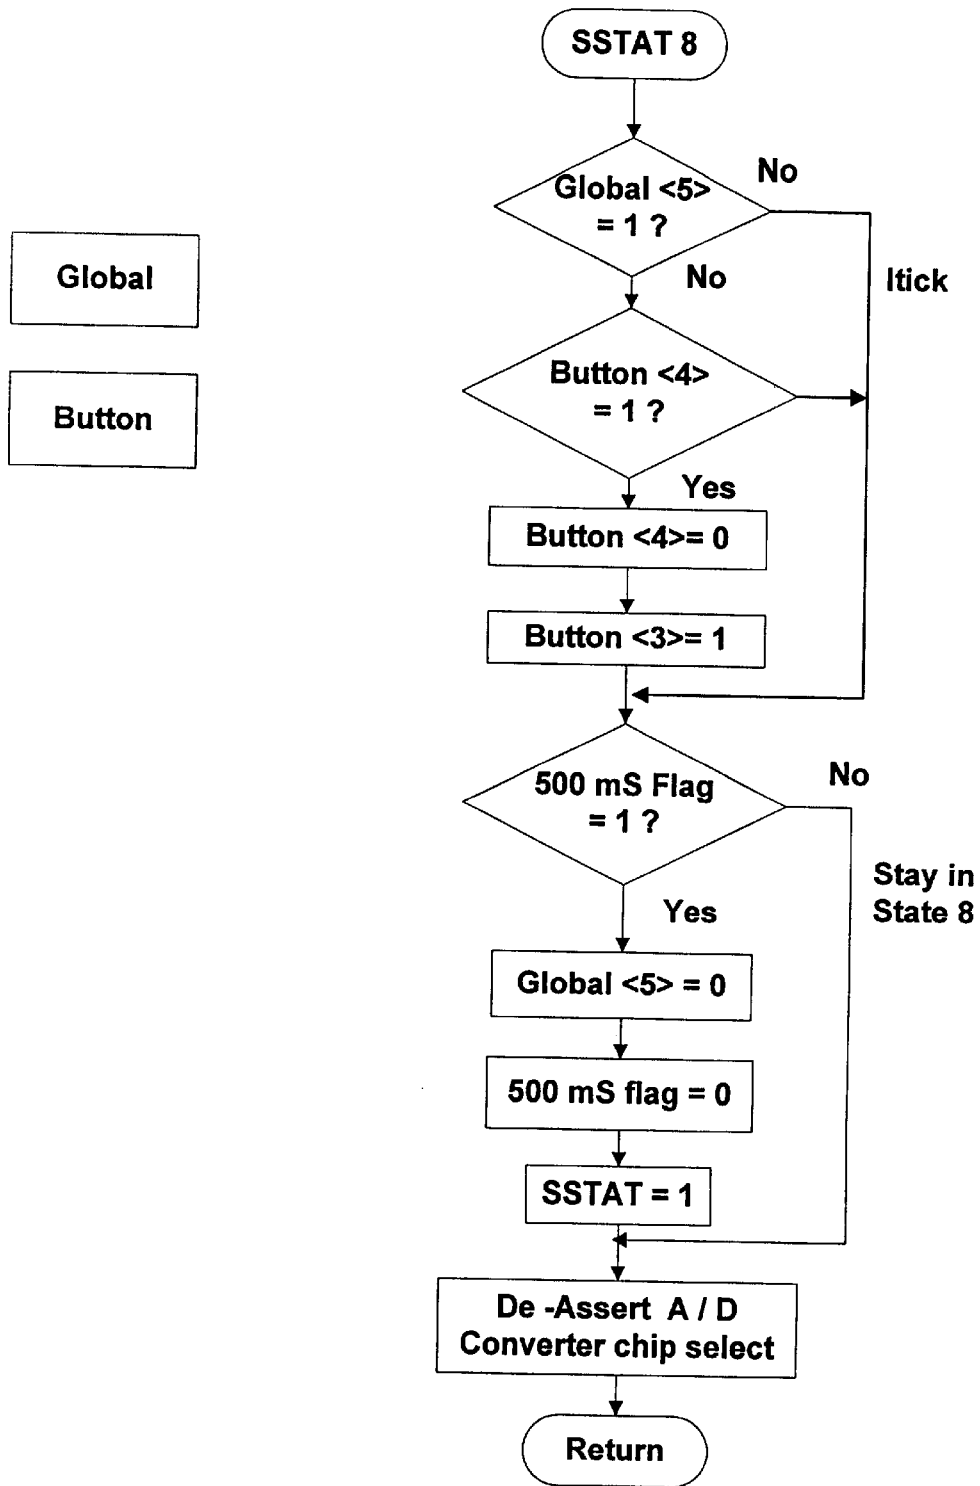 SSTAT 8
Global <5>
= 1 ?
No
No
Itick
Global
Button
Button <4>
= 1 ?
Yes
Button <4>= 0
Button <3>= 1
500 mS Flag
= 1 ?
No
Stay in
State 8
Yes
Global <5> = 0
500 mS flag = 0
SSTAT = 1
De -Assert A / D
Converter chip select
Return